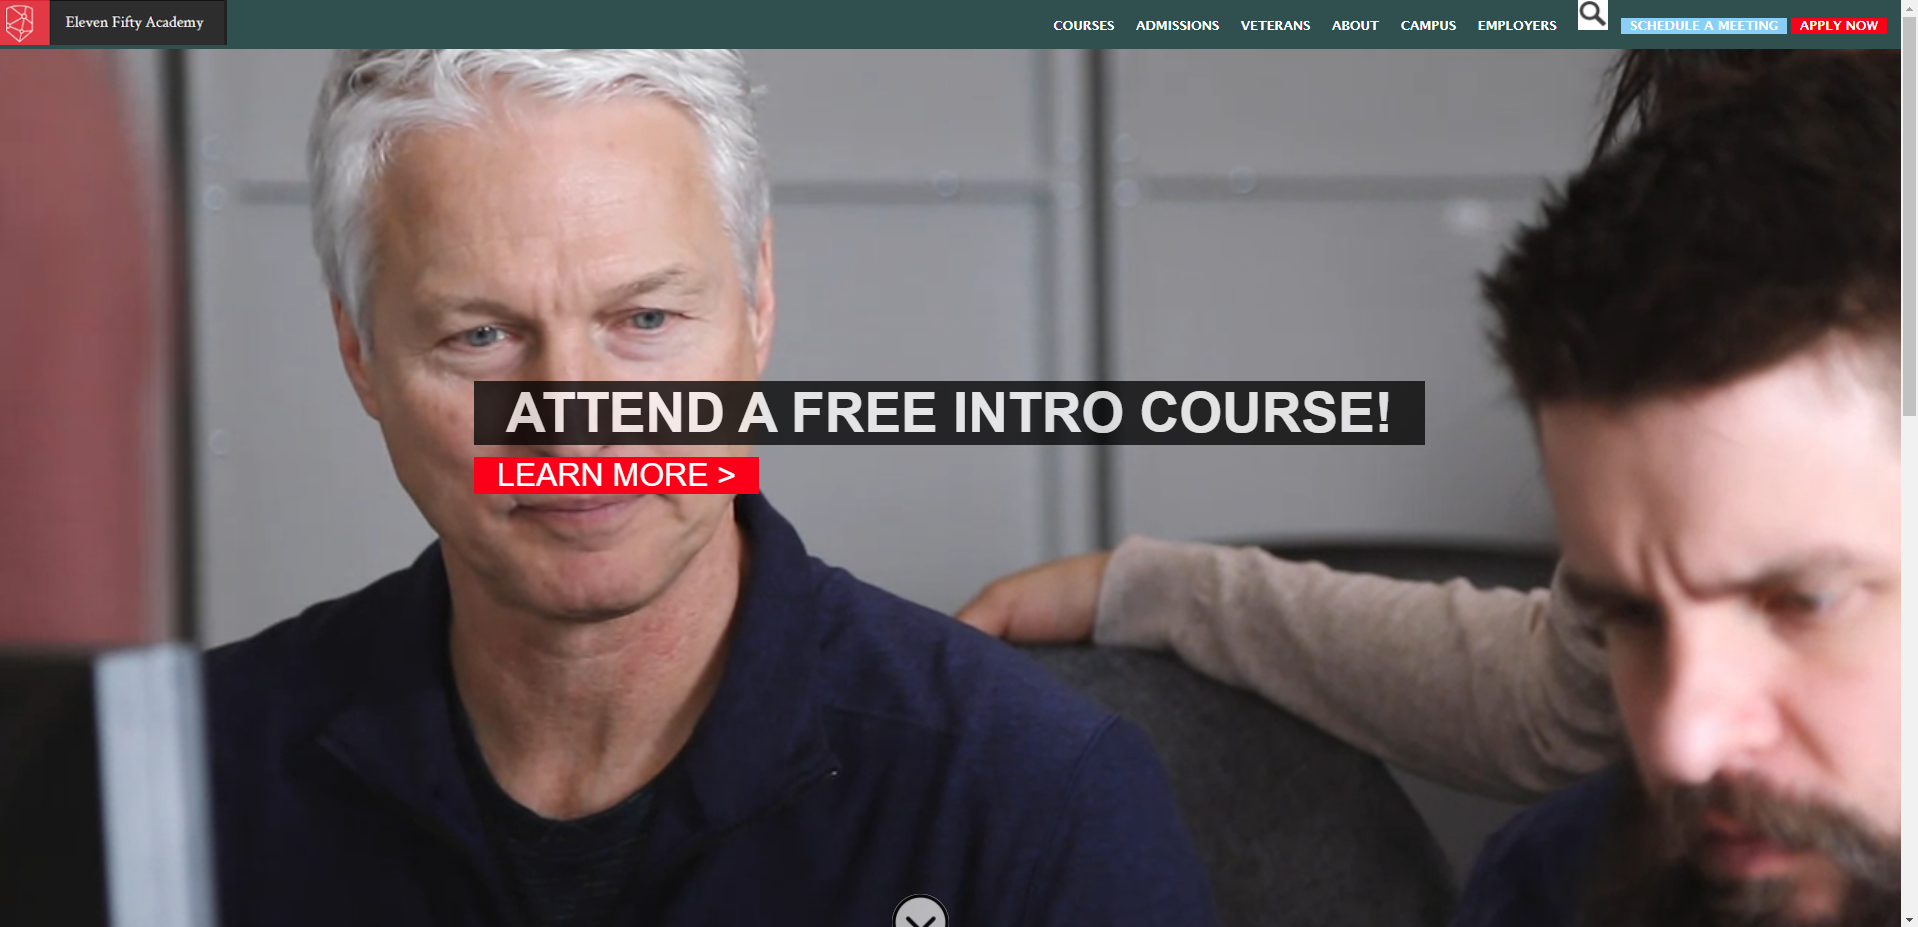 Eleven Fifty Academy
COURSES ADMISSIONS VETERANS ABOUT CAMPUS EMPLOYERS SCHEDULE A MEETING APPLY NOW
ATTEND A FREE INTRO COURSE!
LEARN MORE >